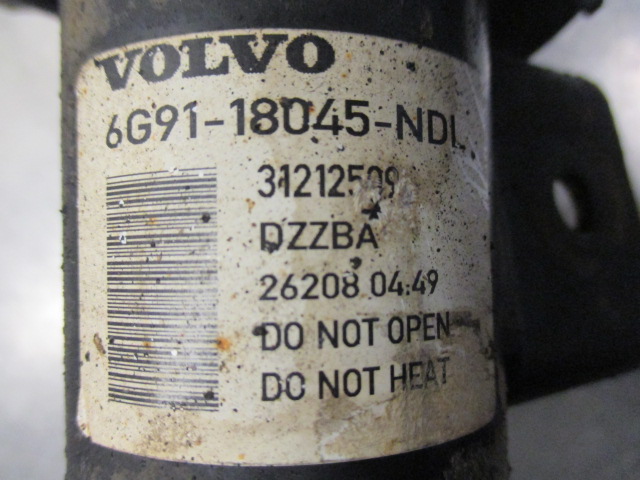 VOLVO
6G91-18045-NDL
31212509
DZZBA
26208 04:49
DO NOT OPEN
DO NOT HEAT